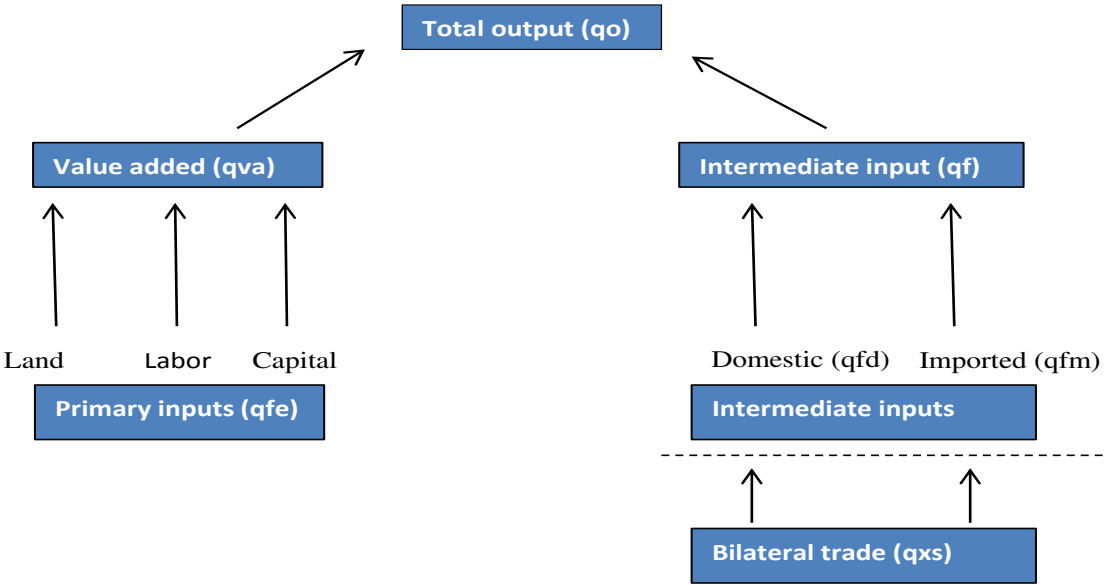 Total output (qo)
Value added (qva)
Intermediate input (qf)
Land Labor Capital
Domestic (qfd) Imported (qfm)
Primary inputs (qfe)
Intermediate inputs
Bilateral trade (qxs)